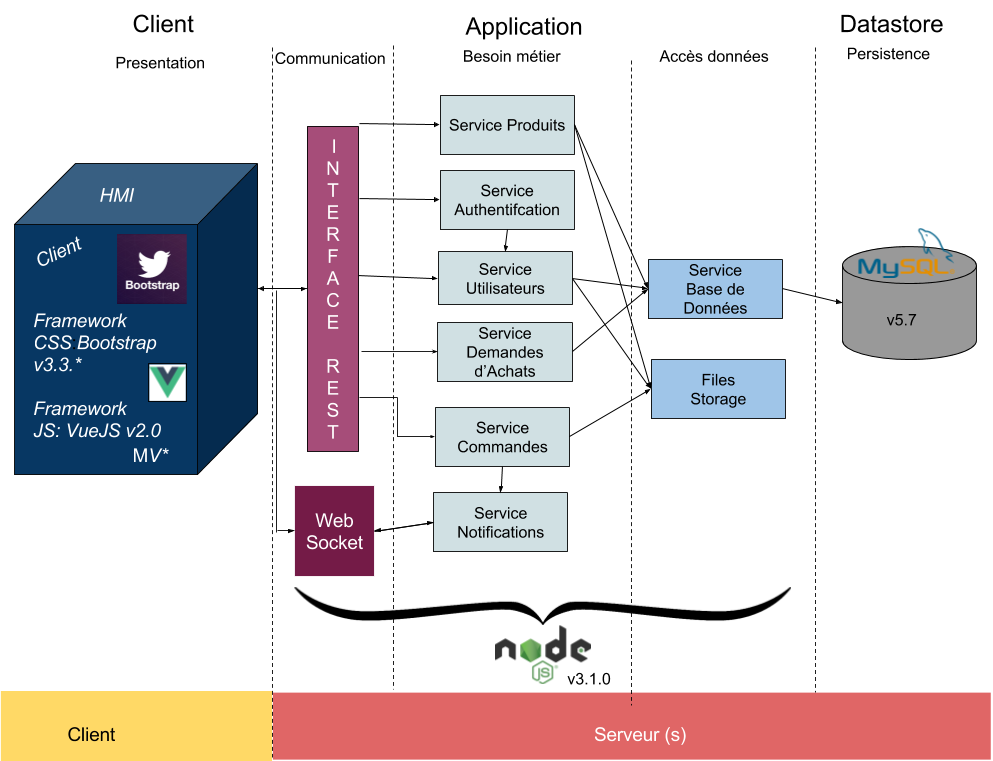 Client
Application
Datastore
Presentation
Communication
Besoin métier
Accès données
Persistence
HMI
Client
Bootstrap
Framework
CSS Bootstrap
v3.3.*
Framework
JS: VueJS v2.0
MV*
INTERFACE REST
Web
Socket
Service Produits
Service
Authentifcation
Service
Utilisateurs
Service
Demandes
d'Achats
Service
Commandes
Service
Notifications
Service
Base de
Données
Files
Storage
MySQL
v5.7
node
JS
v3.1.0
Client
Serveur (s)